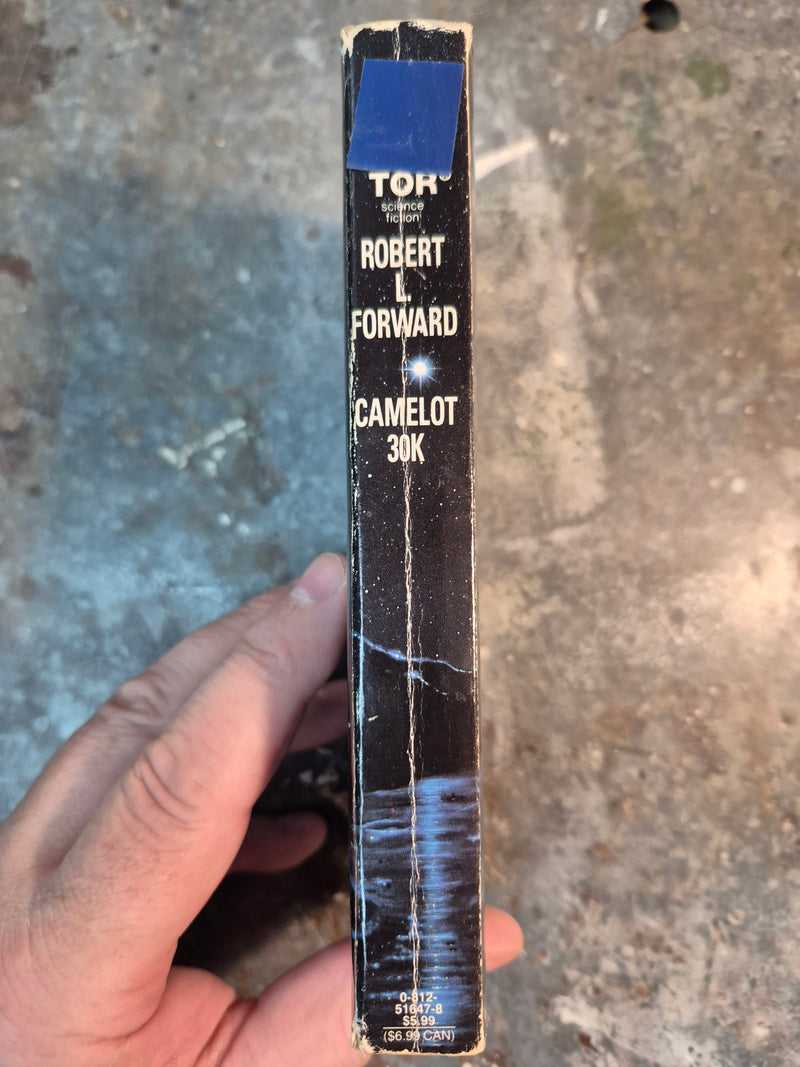 TOR®
science
fiction
ROBERT
L.
FORWARD
CAMELOT
30K
0-812-
51647-8
$5.99
($6.99 CAN)